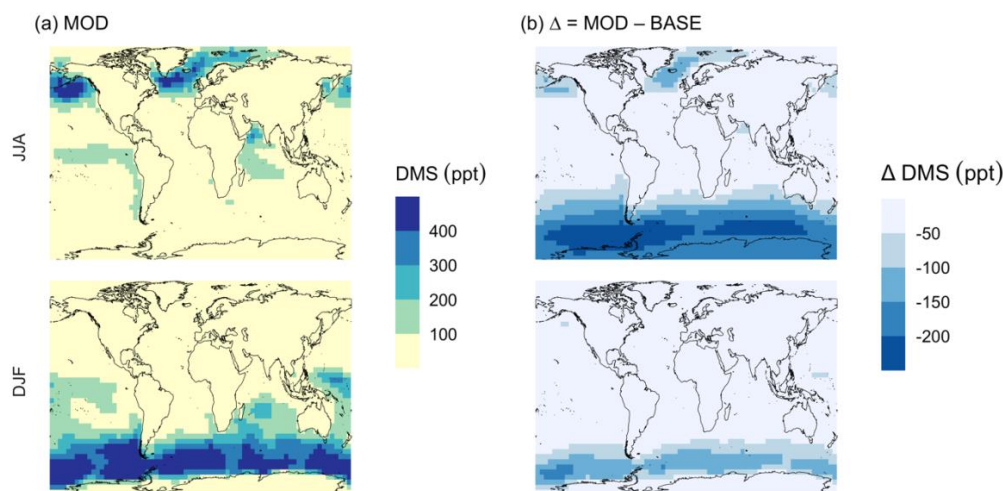 (a) MOD
(b) Δ = MOD – BASE
JJA
DJF
DMS (ppt)
400
300
200
100
Δ DMS (ppt)
-50
-100
-150
-200